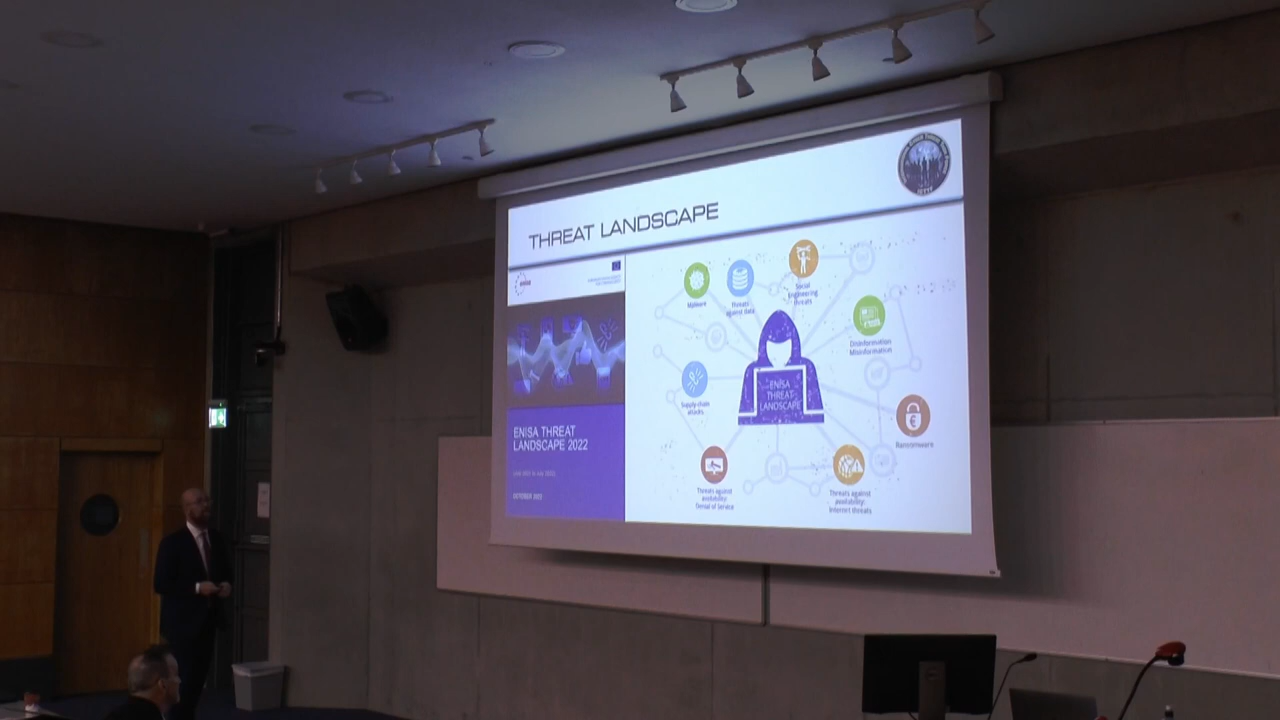 THREAT LANDSCAPE
enisa
ENISA THREAT
LANDSCAPE 2022
OCTOBER 2022
Malware
Threats
against data
Social
Engineering
threats
Disinformation
Misinformation
Supply-chain
attacks
ENISA
THREAT
LANDSCAPE
Ransomware
Threats against
availability:
Denial of Service
Threats against
availability:
Internet threats